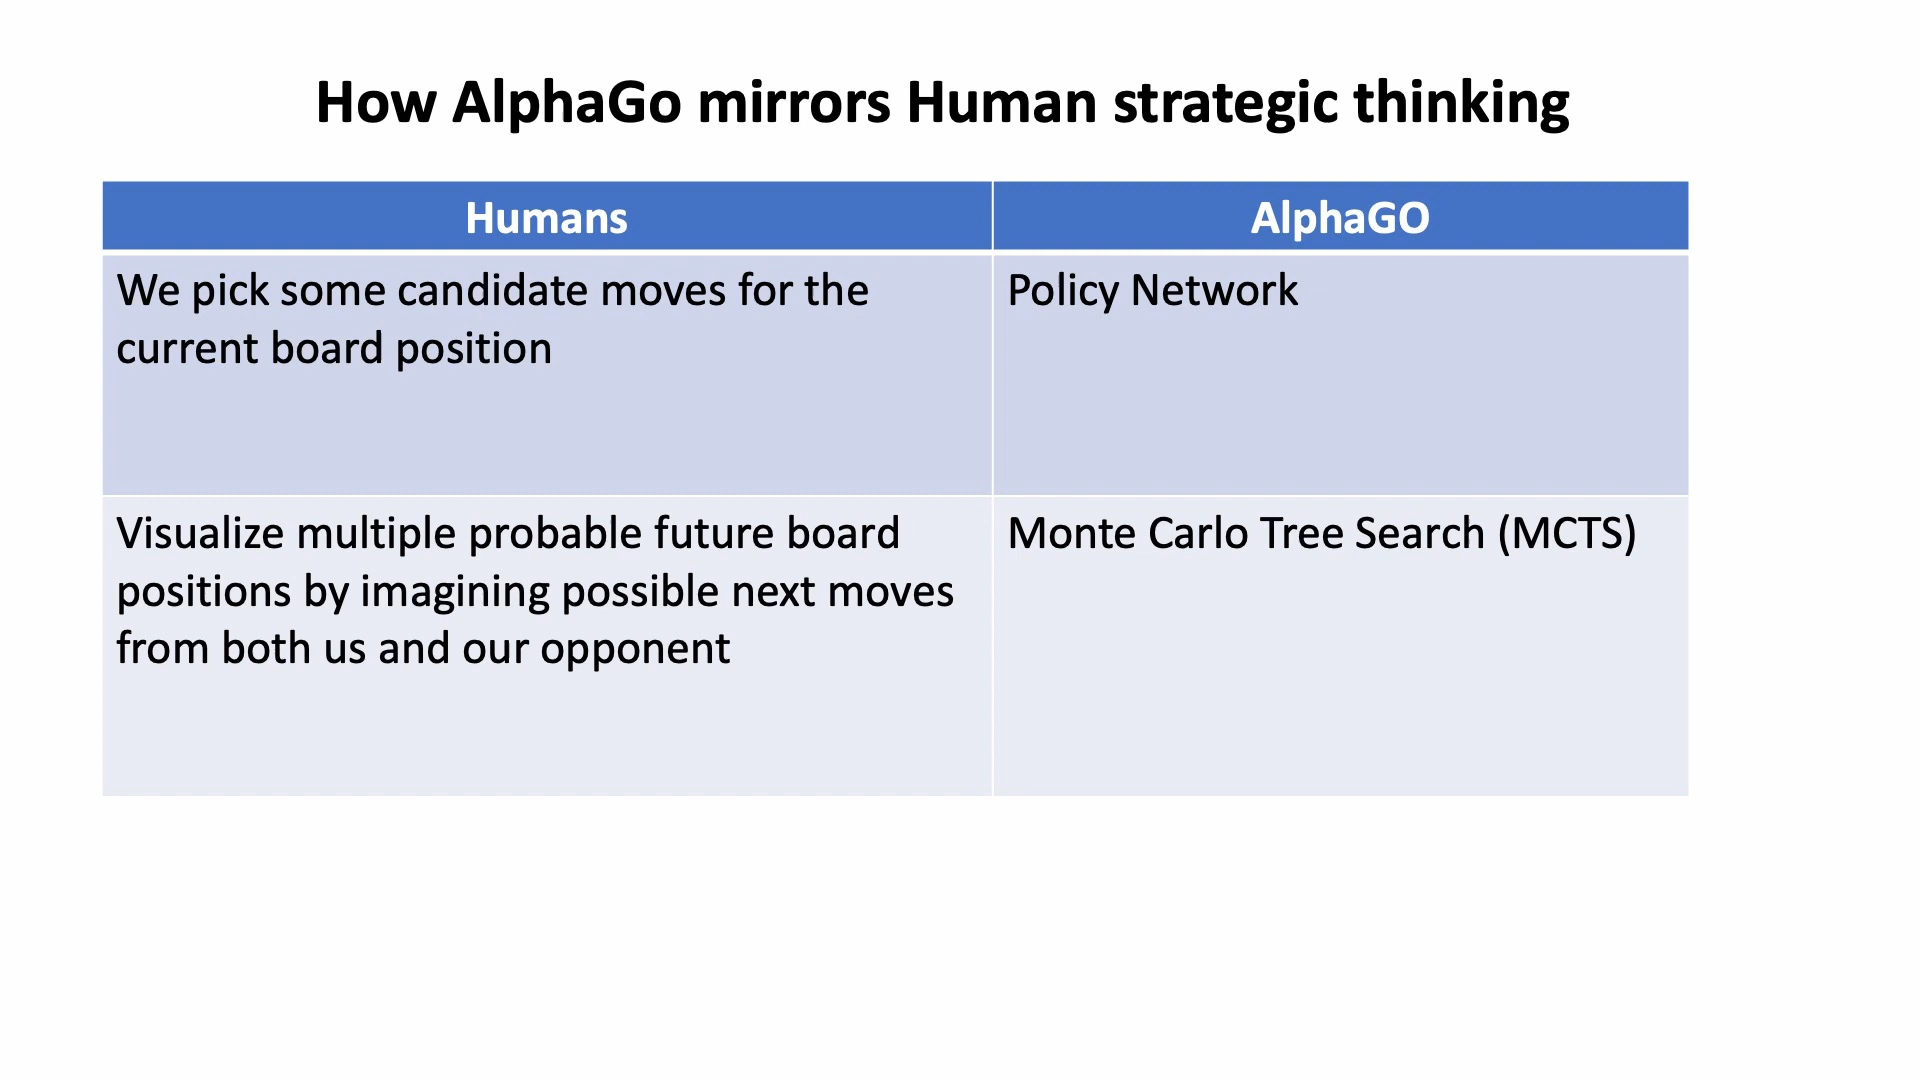 How AlphaGo mirrors Human strategic thinking
Humans
AlphaGO
We pick some candidate moves for the
current board position
Policy Network
Visualize multiple probable future board
positions by imagining possible next moves
from both us and our opponent
Monte Carlo Tree Search (MCTS)